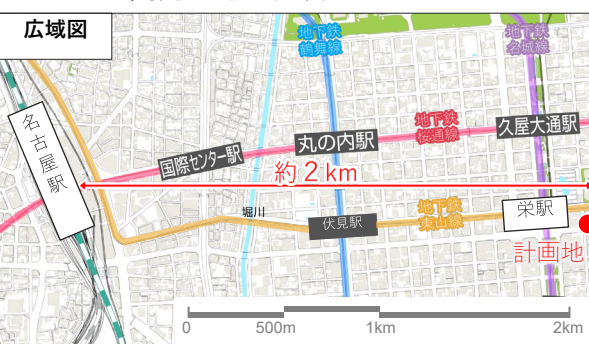 広域図
地下鉄
鶴舞線
地下鉄
名城線
名古屋駅
国際センター駅
丸の内駅
地下鉄
桜通線
久屋大通駅
約2km
堀川
伏見駅
地下鉄
東山線
栄駅
計画地
0 500m 1km 2km